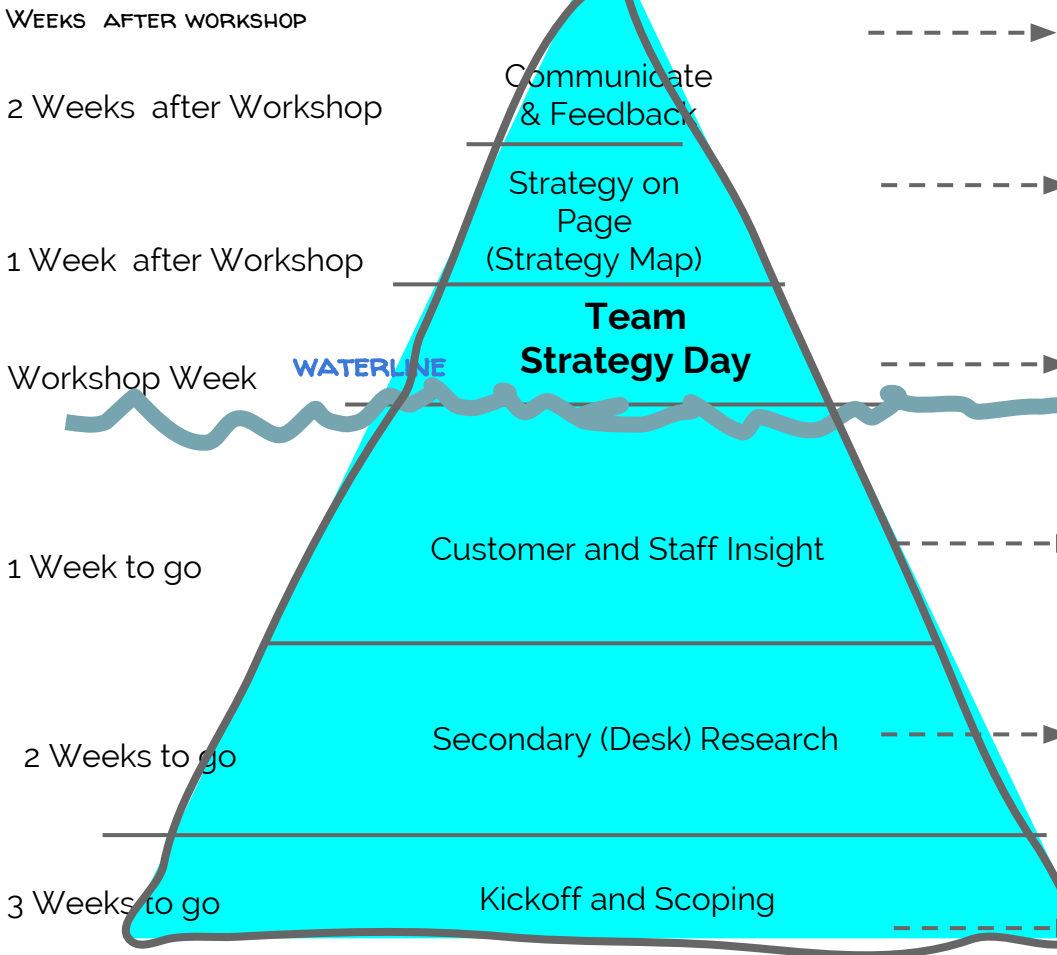 Weeks after workshop
Communicate
2 Weeks after Workshop
& Feedback
Strategy on
Page
1 Week after Workshop
(Strategy Map)
Team
Strategy Day
WATERLINE
Workshop Week
Customer and Staff Insight
1 Week to go
Secondary (Desk) Research
2 Weeks to go
Kickoff and Scoping
3 Weeks to go